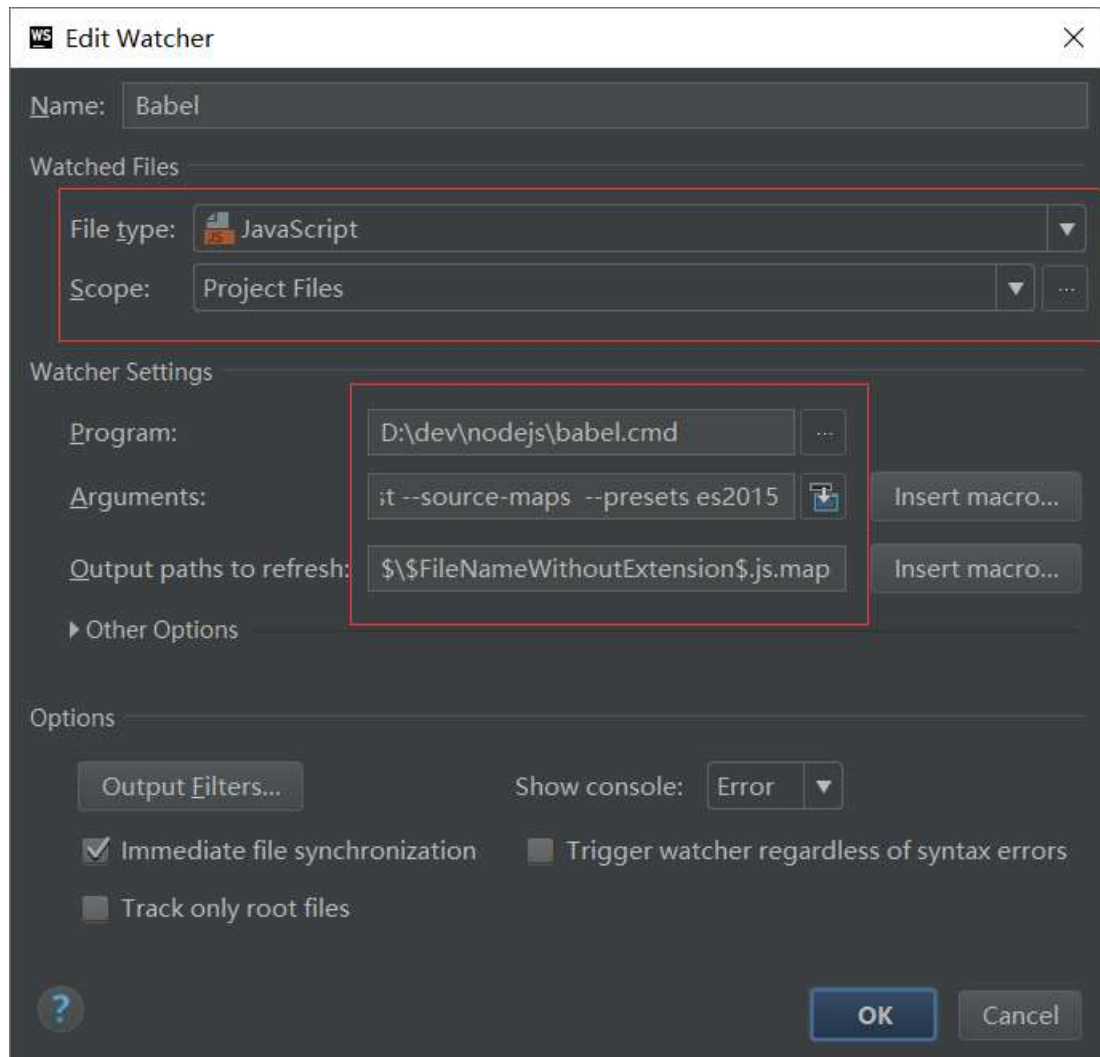 WS Edit Watcher
Name: Babel
Watched Files
File type: JS JavaScript
Scope: Project Files ...
Watcher Settings
Program: D:\dev\nodejs\babel.cmd ...
Arguments: st --source-maps --presets es2015 Insert macro...
Output paths to refresh: $\$FileNameWithoutExtension$.js.map Insert macro...
Other Options
Options
Output Filters... Show console: Error
Immediate file synchronization Trigger watcher regardless of syntax errors
Track only root files
? OK Cancel